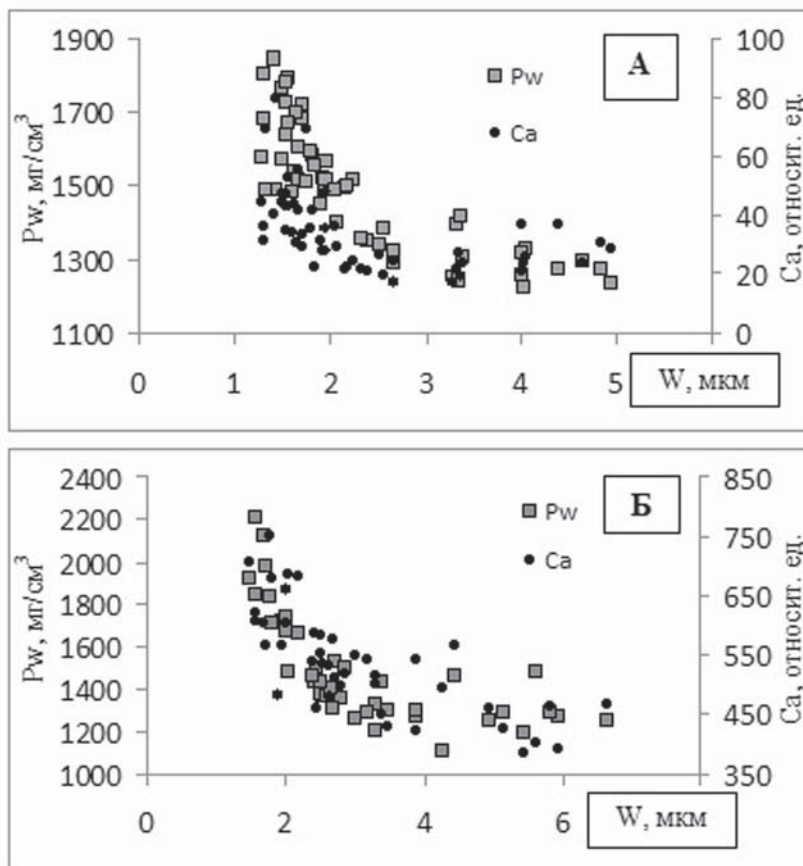 1900
1700
1500
1300
1100
Pw, мг/см³
100
80
60
40
20
0
Ca, относит. ед.
А
Pw
Ca
0 1 2 3 4 5
W, мкм
2400
2200
2000
1800
1600
1400
1200
1000
Pw, мг/см³
850
750
650
550
450
350
Ca, относит. ед.
Б
Pw
Ca
0 2 4 6
W, мкм